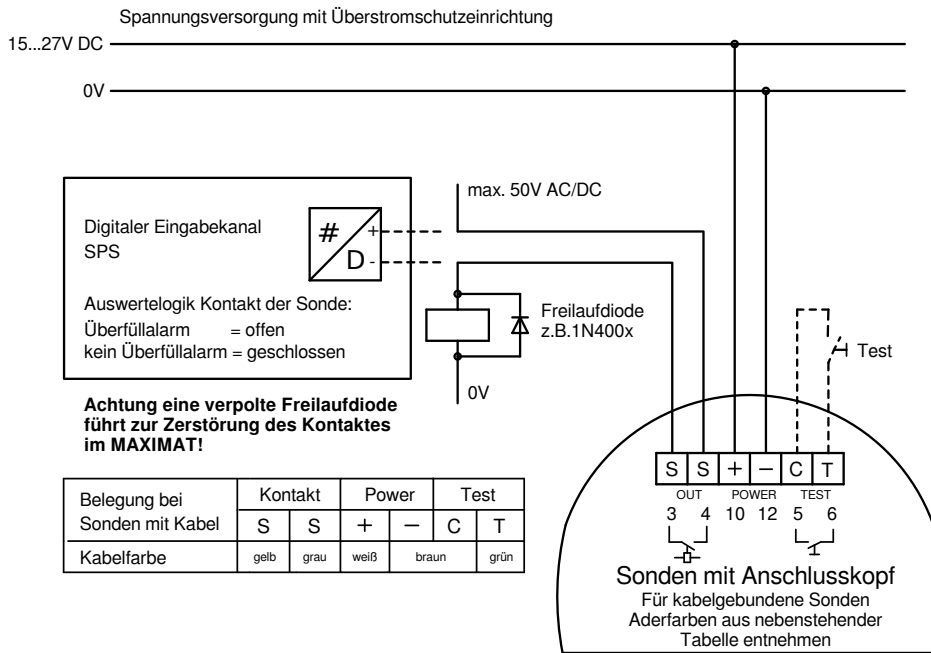 Spannungsversorgung mit Überstromschutzeinrichtung
15...27V DC
0V
max. 50V AC/DC
Digitaler Eingabekanal
SPS
#
+
D
-
Auswertelogik Kontakt der Sonde:
Überfüllalarm = offen
kein Überfüllalarm = geschlossen
Freilaufdiode
z.B.1N400x
Test
0V
Achtung eine verpolte Freilaufdiode
führt zur Zerstörung des Kontaktes
im MAXIMAT!
S S + − C T
OUT POWER TEST
3 4 10 12 5 6
Belegung bei Sonden mit Kabel Kontakt Power Test
S S + − C T
Kabelfarbe gelb grau weiß braun grün
Sonden mit Anschlusskopf
Für kabelgebundene Sonden
Aderfarben aus nebenstehender
Tabelle entnehmen